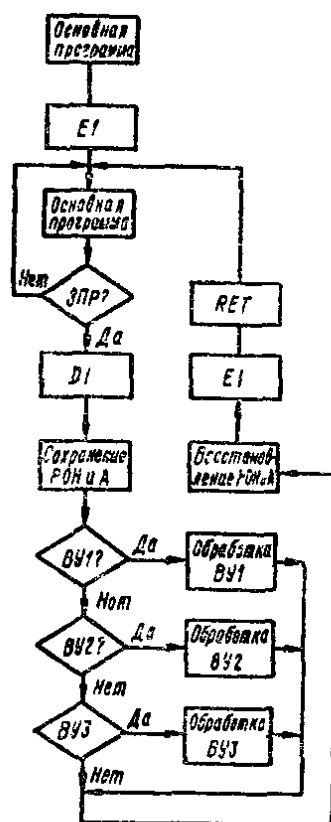 Основная
программа
EI
Основная
программа
Нет
ЗПР?
Да
RET
DI
EI
Сохранение
РОН и А
Восстанов-
ление РОН и А
ВУ1?
Да
Обработка
ВУ1
Нет
ВУ2?
Да
Обработка
ВУ2
Нет
ВУ3
Да
Обработка
ВУ3
Нет